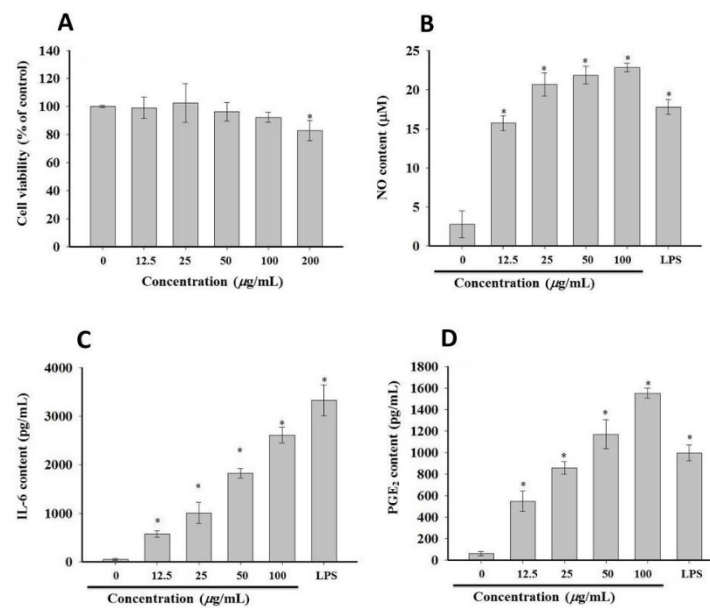 A
Cell viability (% of control)
140
120
100
80
60
40
20
0
*
0 12.5 25 50 100 200
Concentration (µg/mL)
B
NO content (µM)
25
20
15
10
5
0
* * * * *
0 12.5 25 50 100 LPS
Concentration (µg/mL)
C
IL-6 content (pg/mL)
4000
3000
2000
1000
0
* * * * *
0 12.5 25 50 100 LPS
Concentration (µg/mL)
D
PGE₂ content (pg/mL)
1800
1600
1400
1200
1000
800
600
400
200
0
* * * * *
0 12.5 25 50 100 LPS
Concentration (µg/mL)